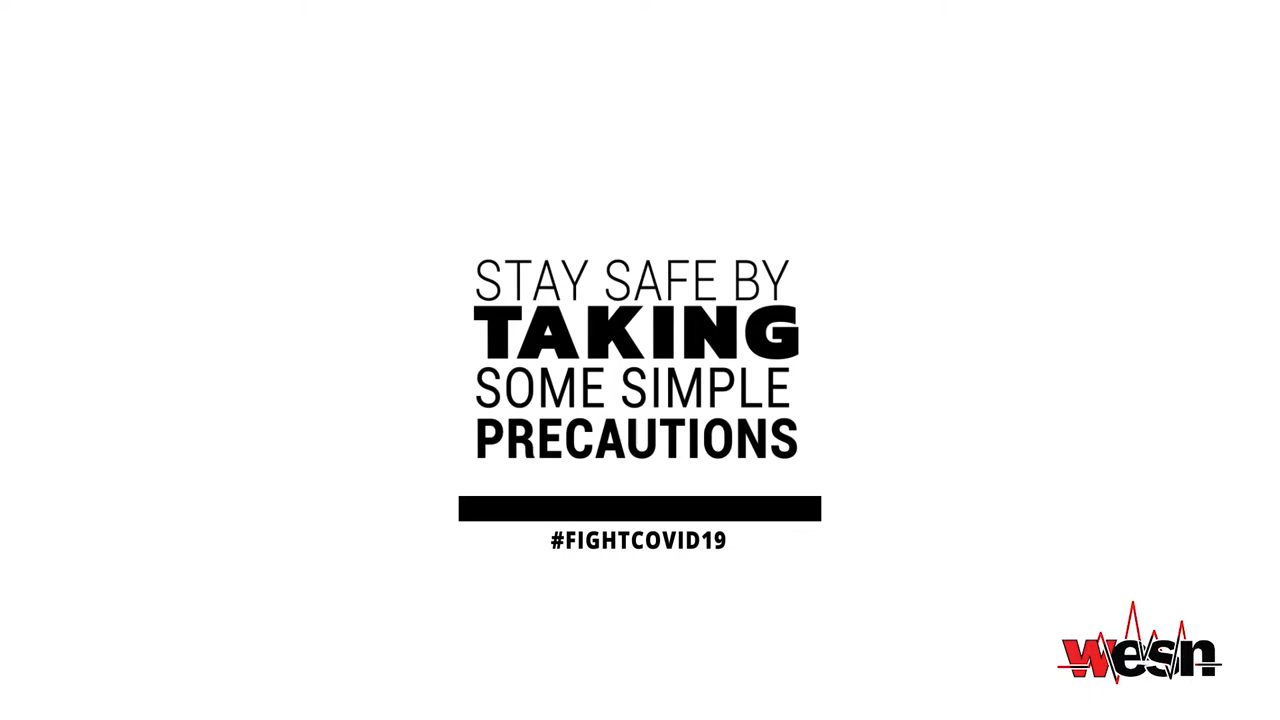 STAY SAFE BY
TAKING
SOME SIMPLE
PRECAUTIONS
#FIGHTCOVID19
wesn